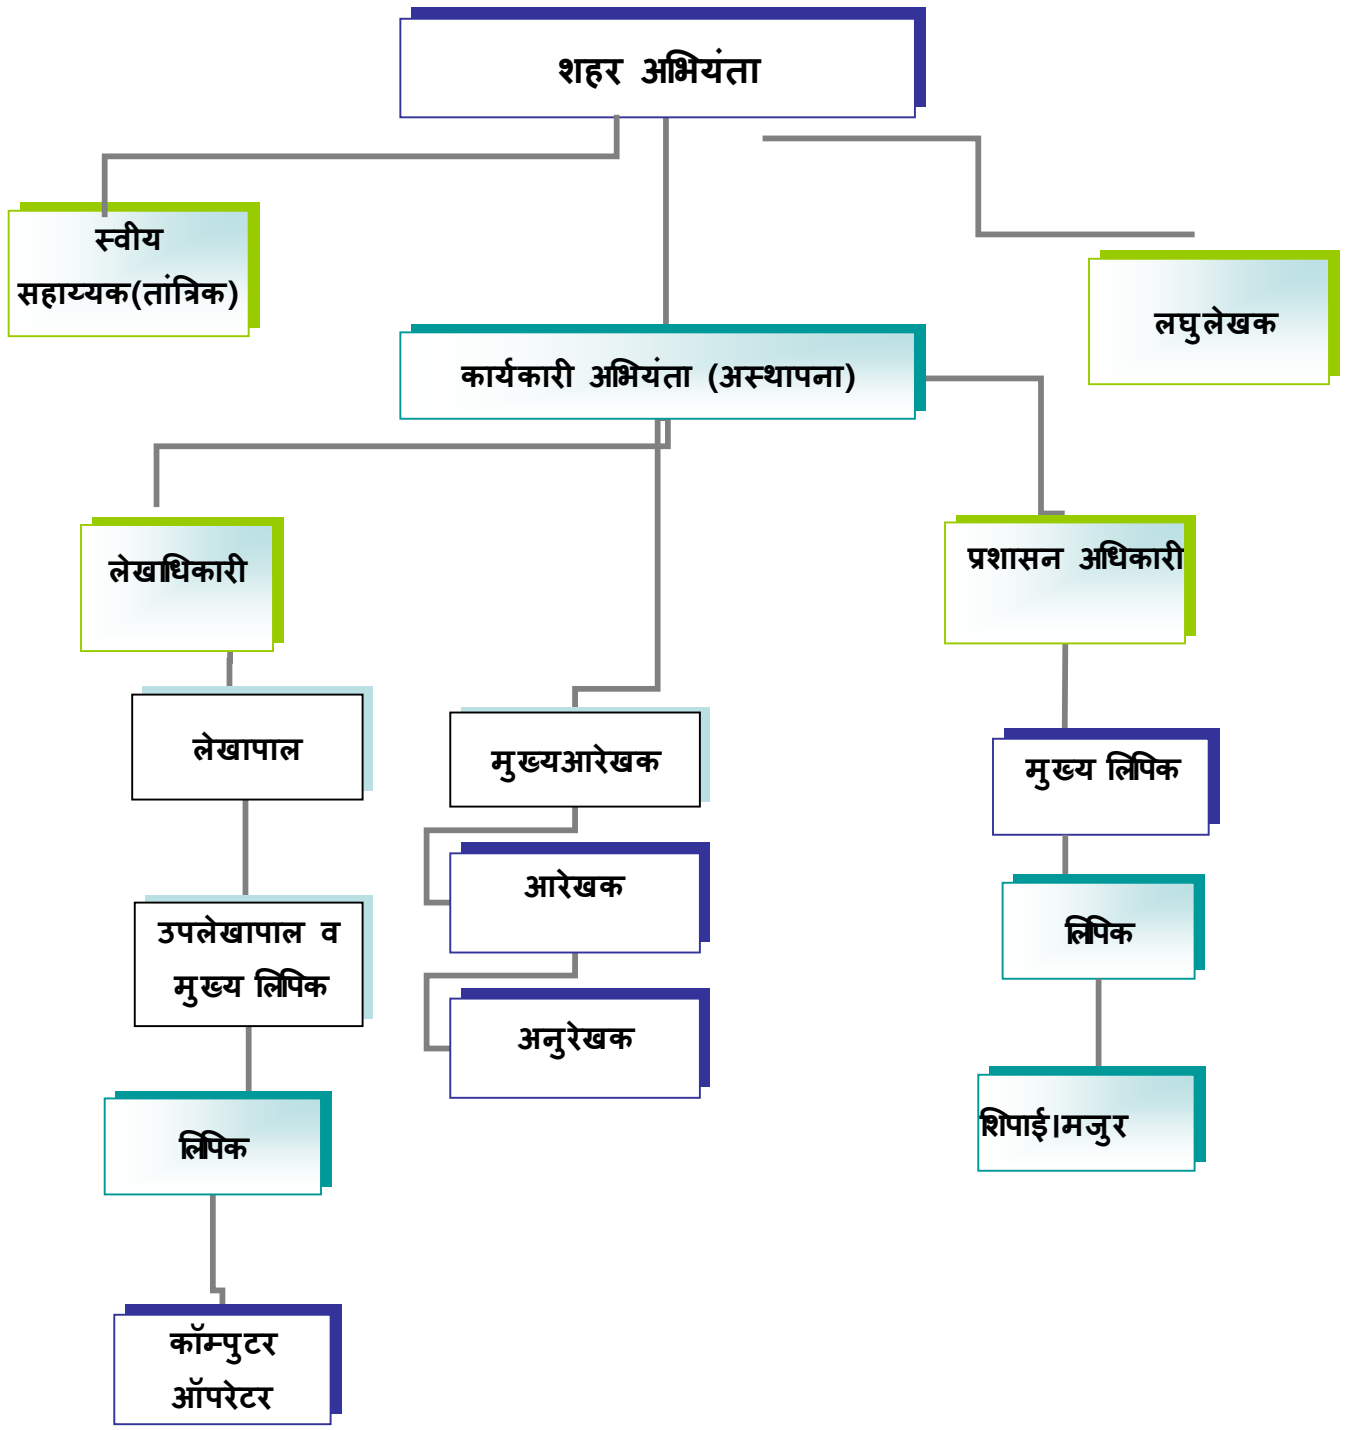 शहर अभियंता
स्वीय
सहाय्यक(तांत्रिक)
लघुलेखक
कार्यकारी अभियंता (अस्थापना)
लेखाधिकारी
प्रशासन अधिकारी
लेखापाल
मुख्यआरेखक
मुख्य लिपिक
आरेखक
लिपिक
उपलेखापाल व
मुख्य लिपिक
अनुरेखक
लिपिक
शिपाई।मजुर
कॉम्पुटर
ऑपरेटर